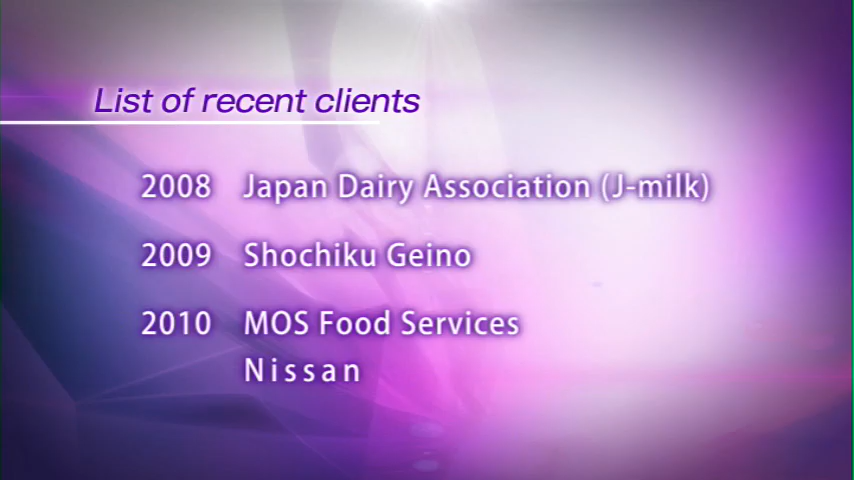 List of recent clients
2008 Japan Dairy Association (J-milk)
2009 Shochiku Geino
2010 MOS Food Services
Nissan